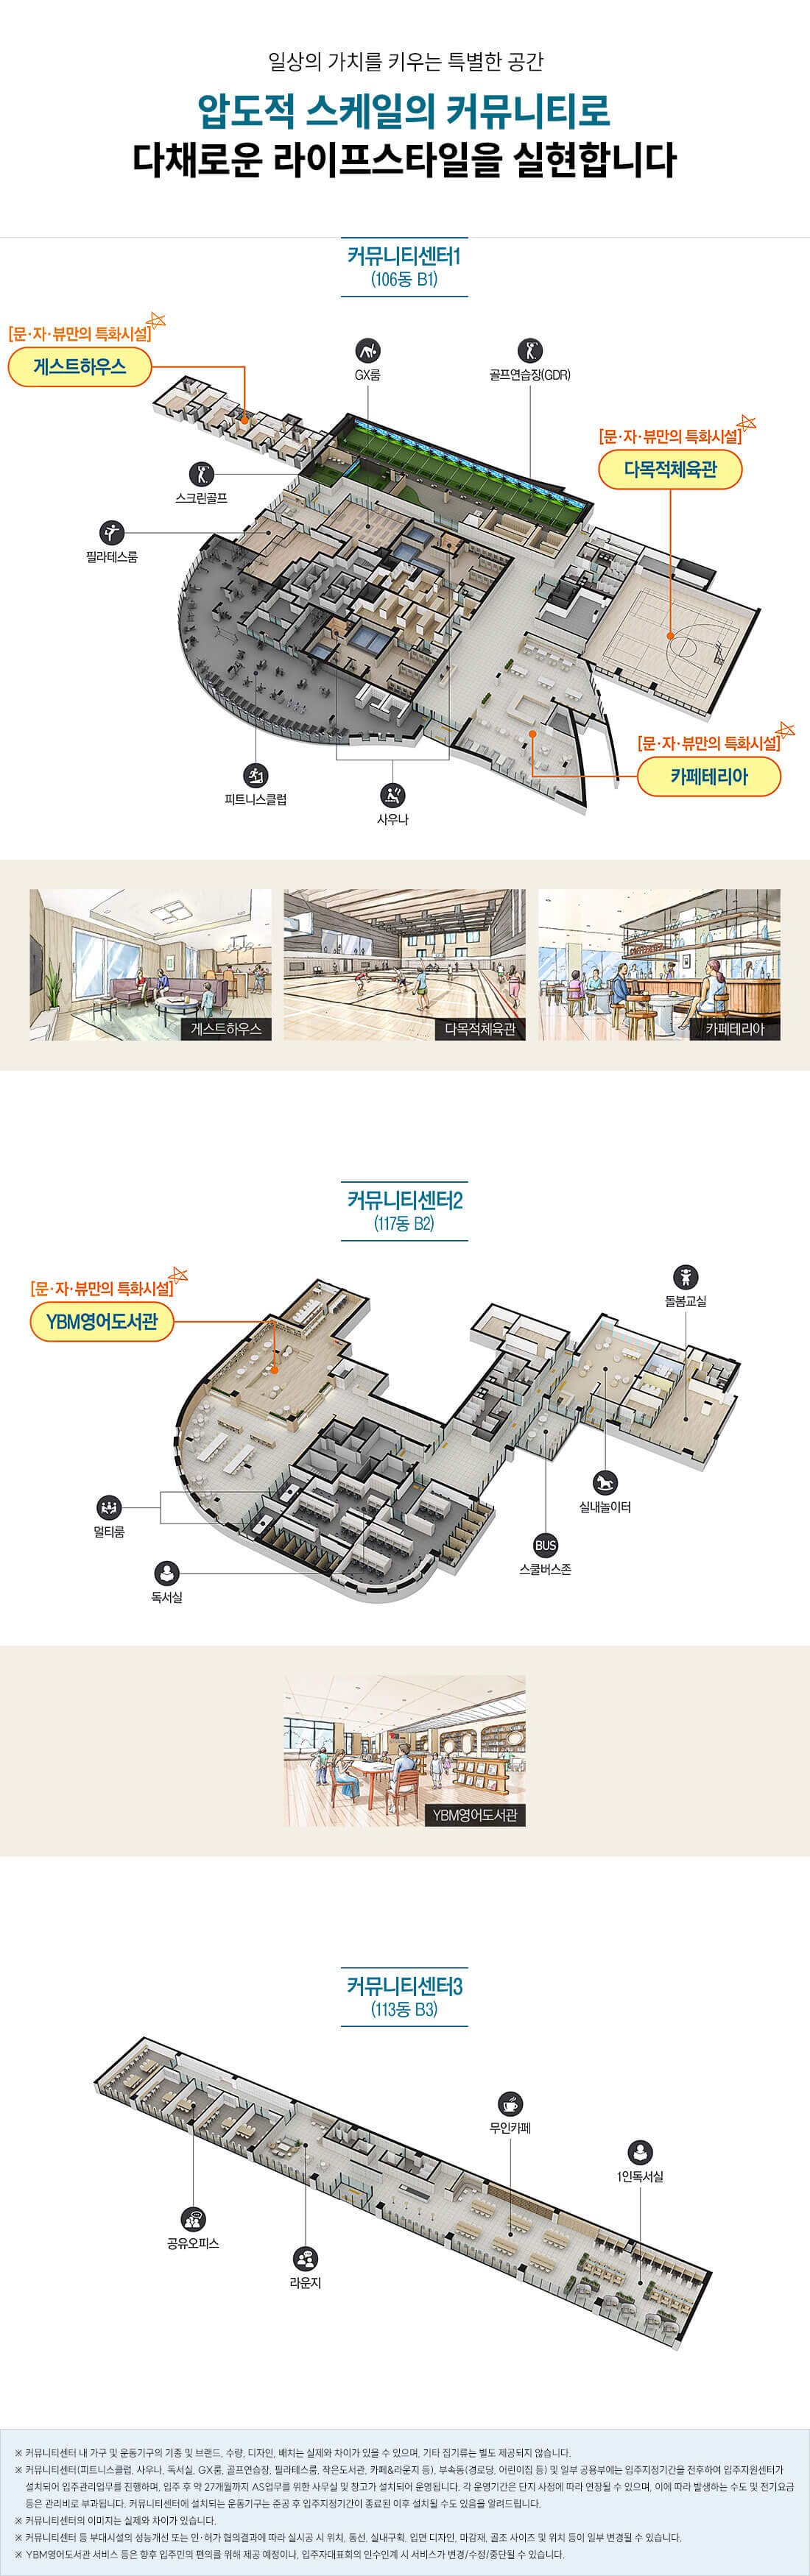 일상의 가치를 키우는 특별한 공간
압도적 스케일의 커뮤니티로
다채로운 라이프스타일을 실현합니다
커뮤니티센터1
(106동 B1)
[문·자·뷰만의 특화시설]
게스트하우스
GX룸
골프연습장(GDR)
[문·자·뷰만의 특화시설]
다목적체육관
스크린골프
필라테스룸
[문·자·뷰만의 특화시설]
카페테리아
피트니스클럽
사우나
게스트하우스
다목적체육관
카페테리아
커뮤니티센터2
(117동 B2)
[문·자·뷰만의 특화시설]
YBM영어도서관
돌봄교실
실내놀이터
멀티룸
BUS
스쿨버스존
독서실
YBM영어도서관
커뮤니티센터3
(113동 B3)
무인카페
1인독서실
공유오피스
라운지
※ 커뮤니티센터 내 가구 및 운동기구의 기종 및 브랜드, 수량, 디자인, 배치는 실제와 차이가 있을 수 있으며, 기타 집기류는 별도 제공되지 않습니다.
※ 커뮤니티센터(피트니스클럽, 사우나, 독서실, GX룸, 골프연습장, 필라테스룸, 작은도서관, 카페&라운지 등), 부속동(경로당, 어린이집 등) 및 일부 공용부에는 입주지정기간을 전후하여 입주지원센터가
설치되어 입주관리업무를 진행하며, 입주 후 약 27개월까지 AS업무를 위한 사무실 및 창고가 설치되어 운영됩니다. 각 운영기간은 단지 사정에 따라 연장될 수 있으며, 이에 따라 발생하는 수도 및 전기요금
등은 관리비로 부과됩니다. 커뮤니티센터에 설치되는 운동기구는 준공 후 입주지정기간이 종료된 이후 설치될 수도 있음을 알려드립니다.
※ 커뮤니티센터의 이미지는 실제와 차이가 있습니다.
※ 커뮤니티센터 등 부대시설의 성능개선 또는 인·허가 협의결과에 따라 실시공 시 위치, 동선, 실내구획, 입면 디자인, 마감재, 골조 사이즈 및 위치 등이 일부 변경될 수 있습니다.
※ YBM영어도서관 서비스 등은 향후 입주민의 편의를 위해 제공 예정이나, 입주자대표회의 인수인계 시 서비스가 변경/수정/중단될 수 있습니다.